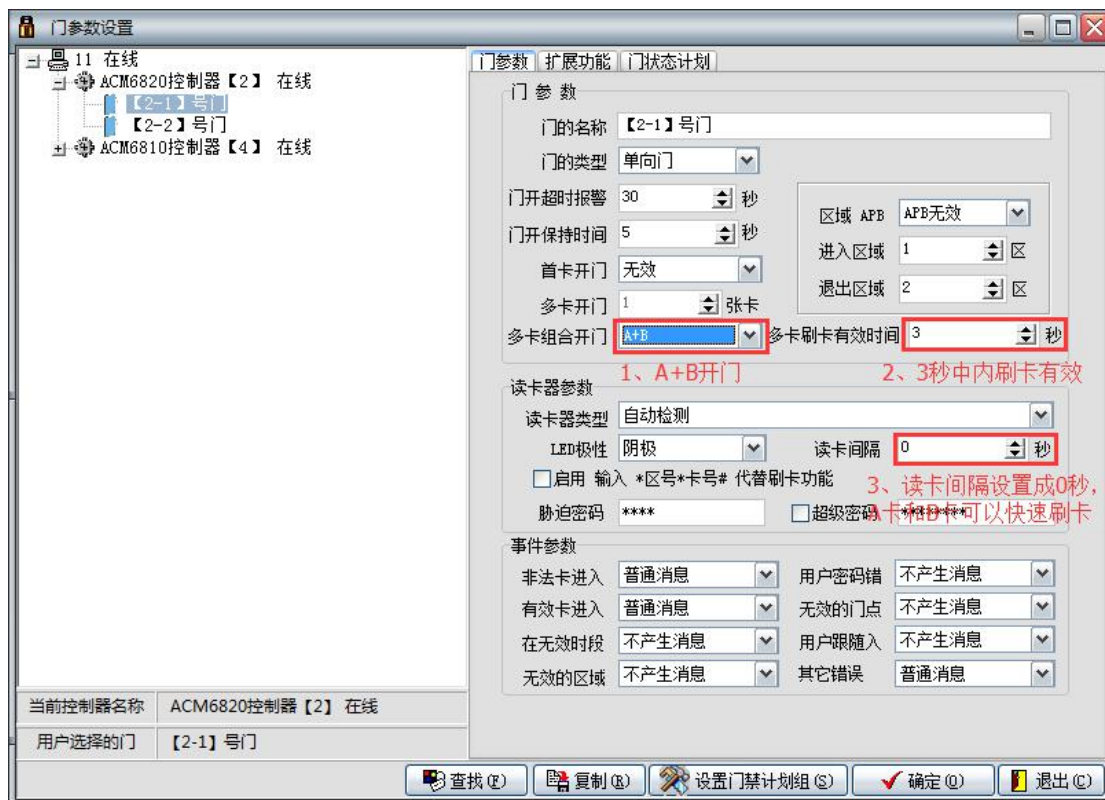 门参数设置
11 在线
ACM6820控制器【2】 在线
【2-1】号门
【2-2】号门
ACM6810控制器【4】 在线
门参数 扩展功能 门状态计划
门 参 数
门的名称 【2-1】号门
门的类型 单向门
门开超时报警 30 秒
区域 APB APB无效
门开保持时间 5 秒
进入区域 1 区
首卡开门 无效
退出区域 2 区
多卡开门 1 张卡
多卡组合开门 A+B 多卡刷卡有效时间 3 秒
1、A+B开门 2、3秒中内刷卡有效
读卡器参数
读卡器类型 自动检测
LED极性 阴极 读卡间隔 0 秒
启用 输入 *区号*卡号# 代替刷卡功能
3、读卡间隔设置成0秒,
A卡和B卡可以快速刷卡
胁迫密码 **** 超级密码 ********
事件参数
非法卡进入 普通消息 用户密码错 不产生消息
有效卡进入 普通消息 无效的门点 不产生消息
在无效时段 不产生消息 用户跟随入 不产生消息
无效的区域 不产生消息 其它错误 普通消息
当前控制器名称 ACM6820控制器【2】 在线
用户选择的门 【2-1】号门
查找(F) 复制(R) 设置门禁计划组(S) 确定(O) 退出(C)